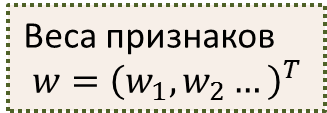 Веса признаков
w = (w₁, w₂ …)ᵀ